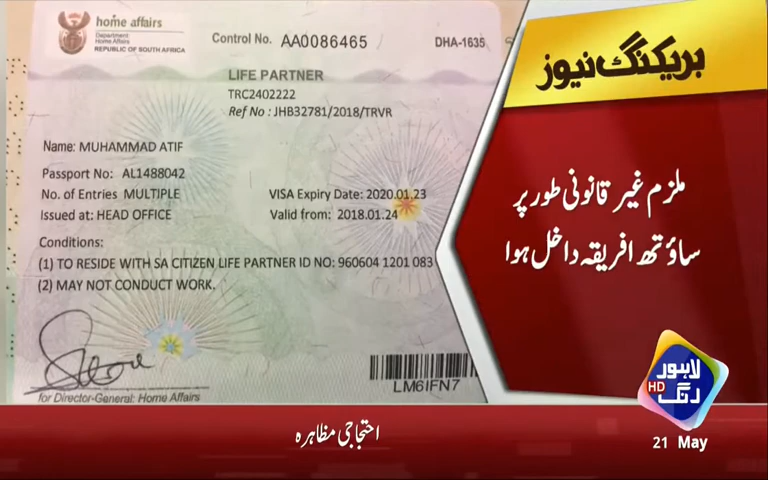 home affairs
Department:
Home Affairs
REPUBLIC OF SOUTH AFRICA
Control No. AA0086465
DHA-1635
LIFE PARTNER
TRC2402222
Ref No : JHB32781/2018/TRVR
Name: MUHAMMAD ATIF
Passport No: AL1488042
No. of Entries MULTIPLE
VISA Expiry Date: 2020.01.23
Issued at: HEAD OFFICE
Valid from: 2018.01.24
Conditions:
(1) TO RESIDE WITH SA CITIZEN LIFE PARTNER ID NO: 960604 1201 083
(2) MAY NOT CONDUCT WORK.
for Director-General: Home Affairs
LM6IFN7
بریکنگ نیوز
ملزم غیر قانونی طور پر
ساؤتھ افریقہ داخل ہوا
لاہور
رنگ
HD
احتجاجی مظاہرہ
21 May